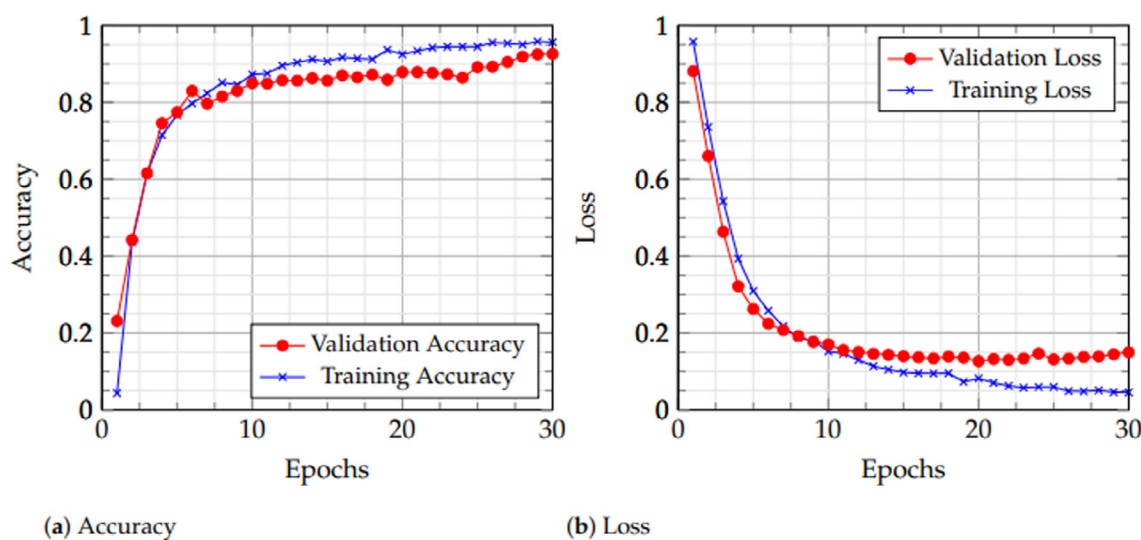 1
0.8
0.6
0.4
0.2
0
0
10
20
30
Accuracy
Epochs
Validation Accuracy
Training Accuracy
(a) Accuracy
1
0.8
0.6
0.4
0.2
0
0
10
20
30
Loss
Epochs
Validation Loss
Training Loss
(b) Loss